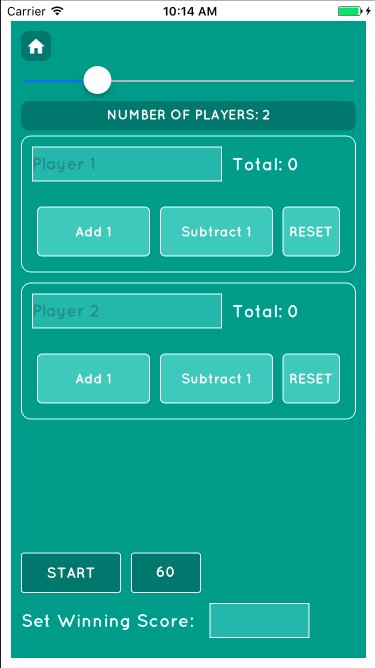 Carrier 10:14 AM
NUMBER OF PLAYERS: 2
Player 1 Total: 0
Add 1 Subtract 1 RESET
Player 2 Total: 0
Add 1 Subtract 1 RESET
START 60
Set Winning Score: